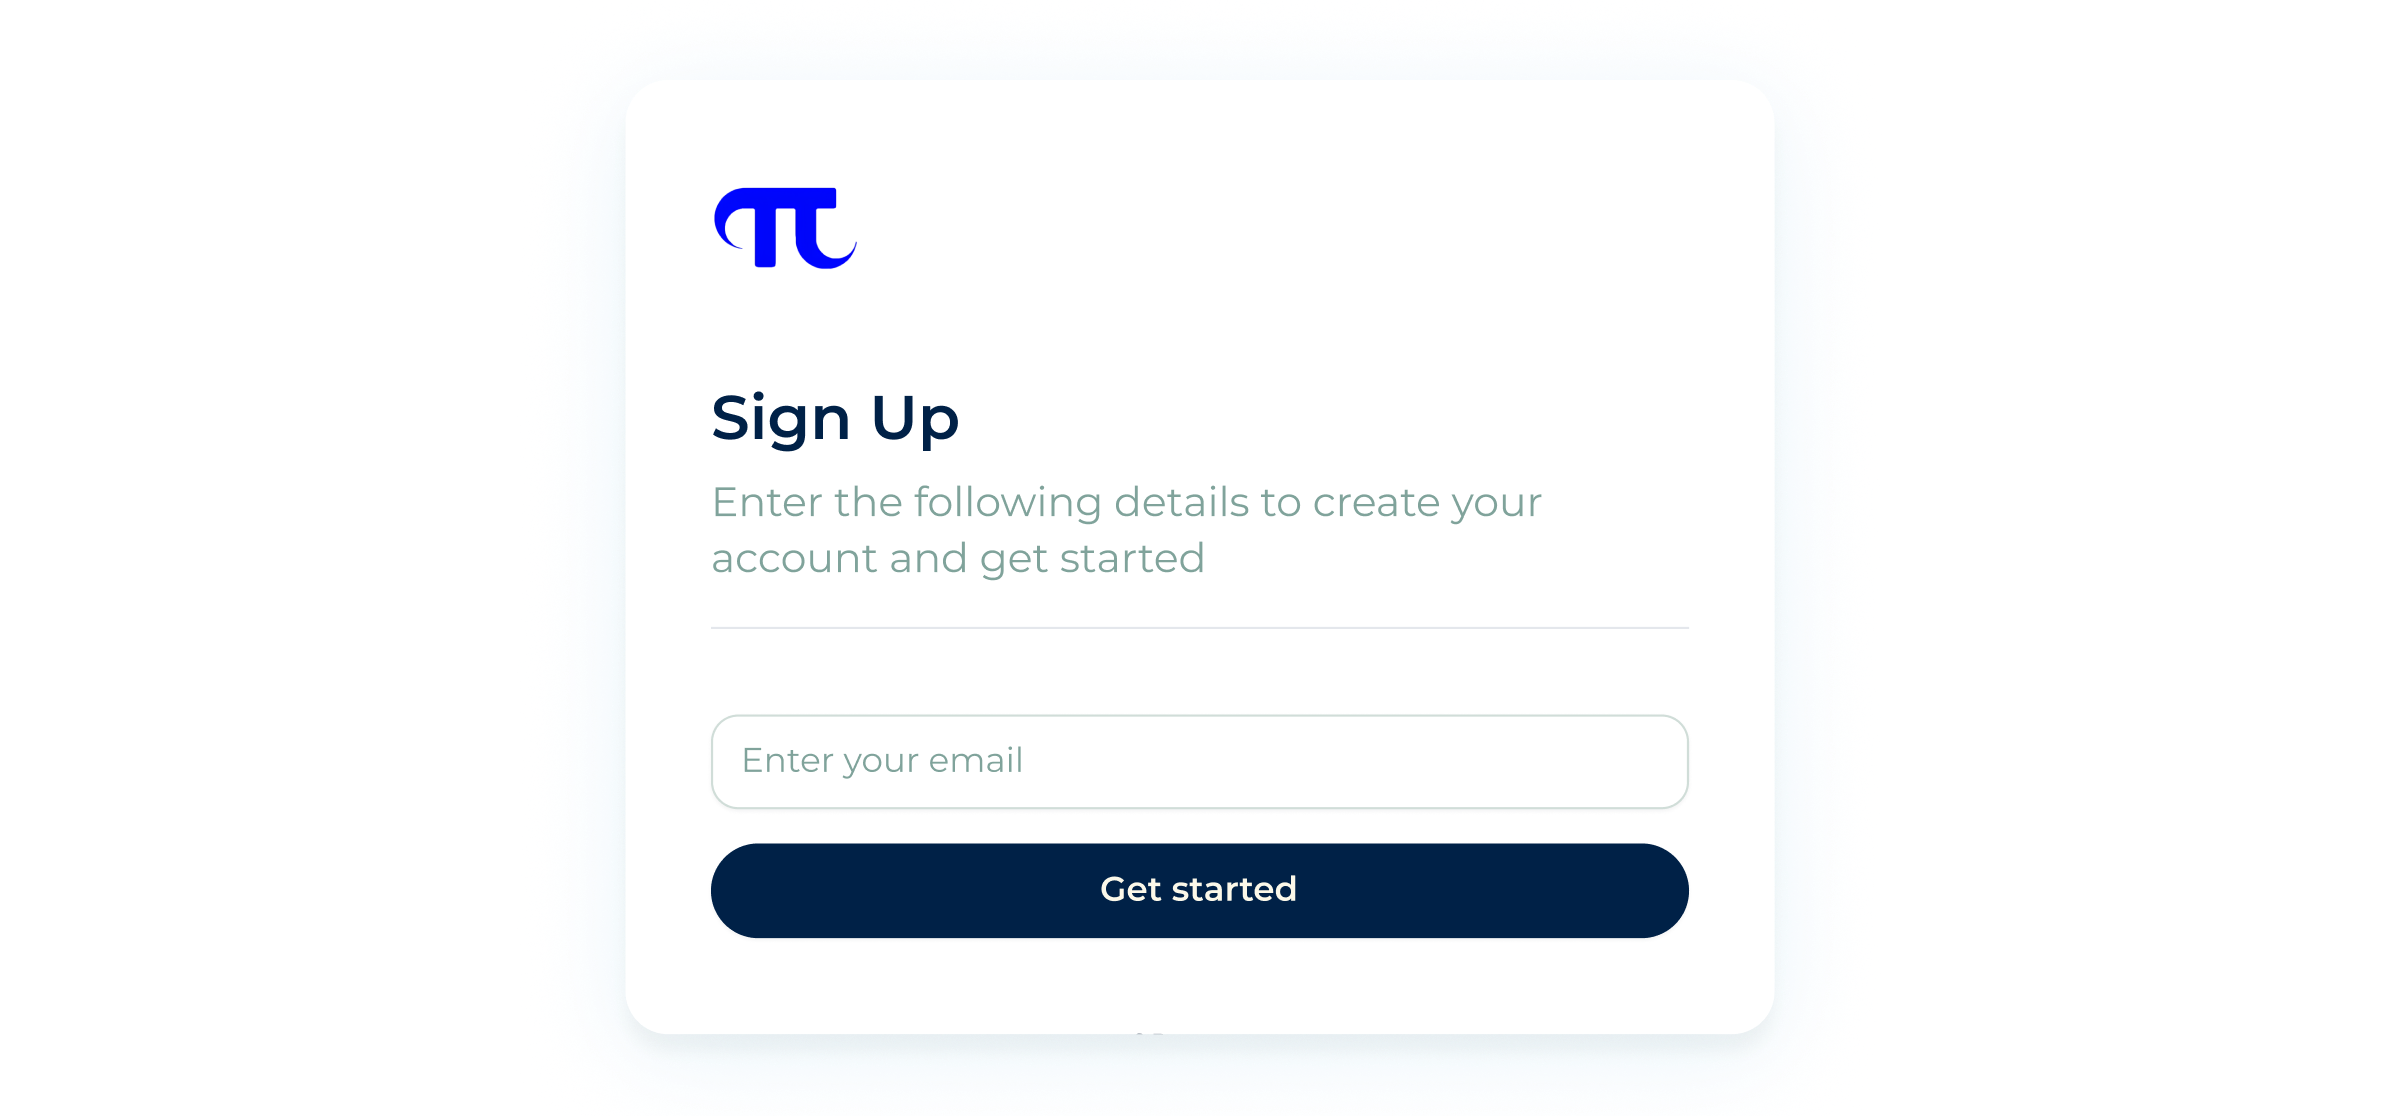 Sign Up
Enter the following details to create your
account and get started
Enter your email
Get started